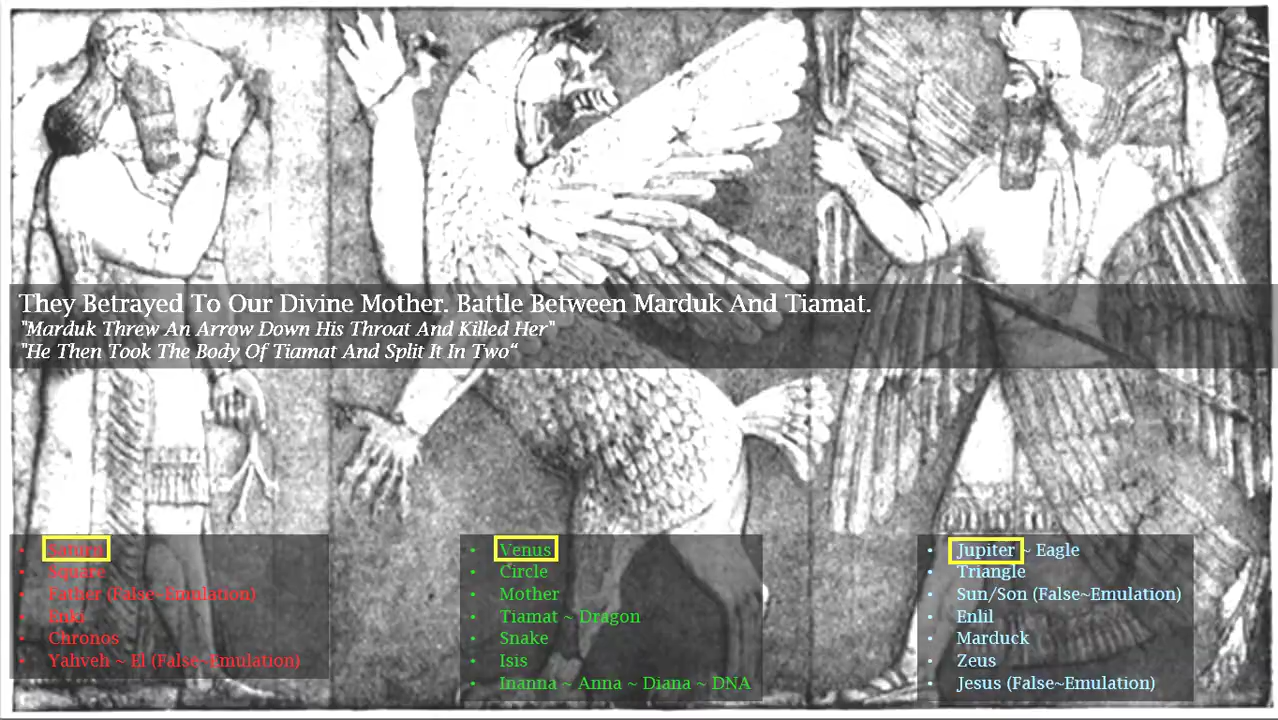 They Betrayed To Our Divine Mother. Battle Between Marduk And Tiamat.
"Marduk Threw An Arrow Down His Throat And Killed Her"
"He Then Took The Body Of Tiamat And Split It In Two“
• Saturn
• Square
• Father (False~Emulation)
• Enki
• Chronos
• Yahveh ~ El (False~Emulation)
• Venus
• Circle
• Mother
• Tiamat ~ Dragon
• Snake
• Isis
• Inanna ~ Anna ~ Diana ~ DNA
• Jupiter ~ Eagle
• Triangle
• Sun/Son (False~Emulation)
• Enlil
• Marduck
• Zeus
• Jesus (False~Emulation)